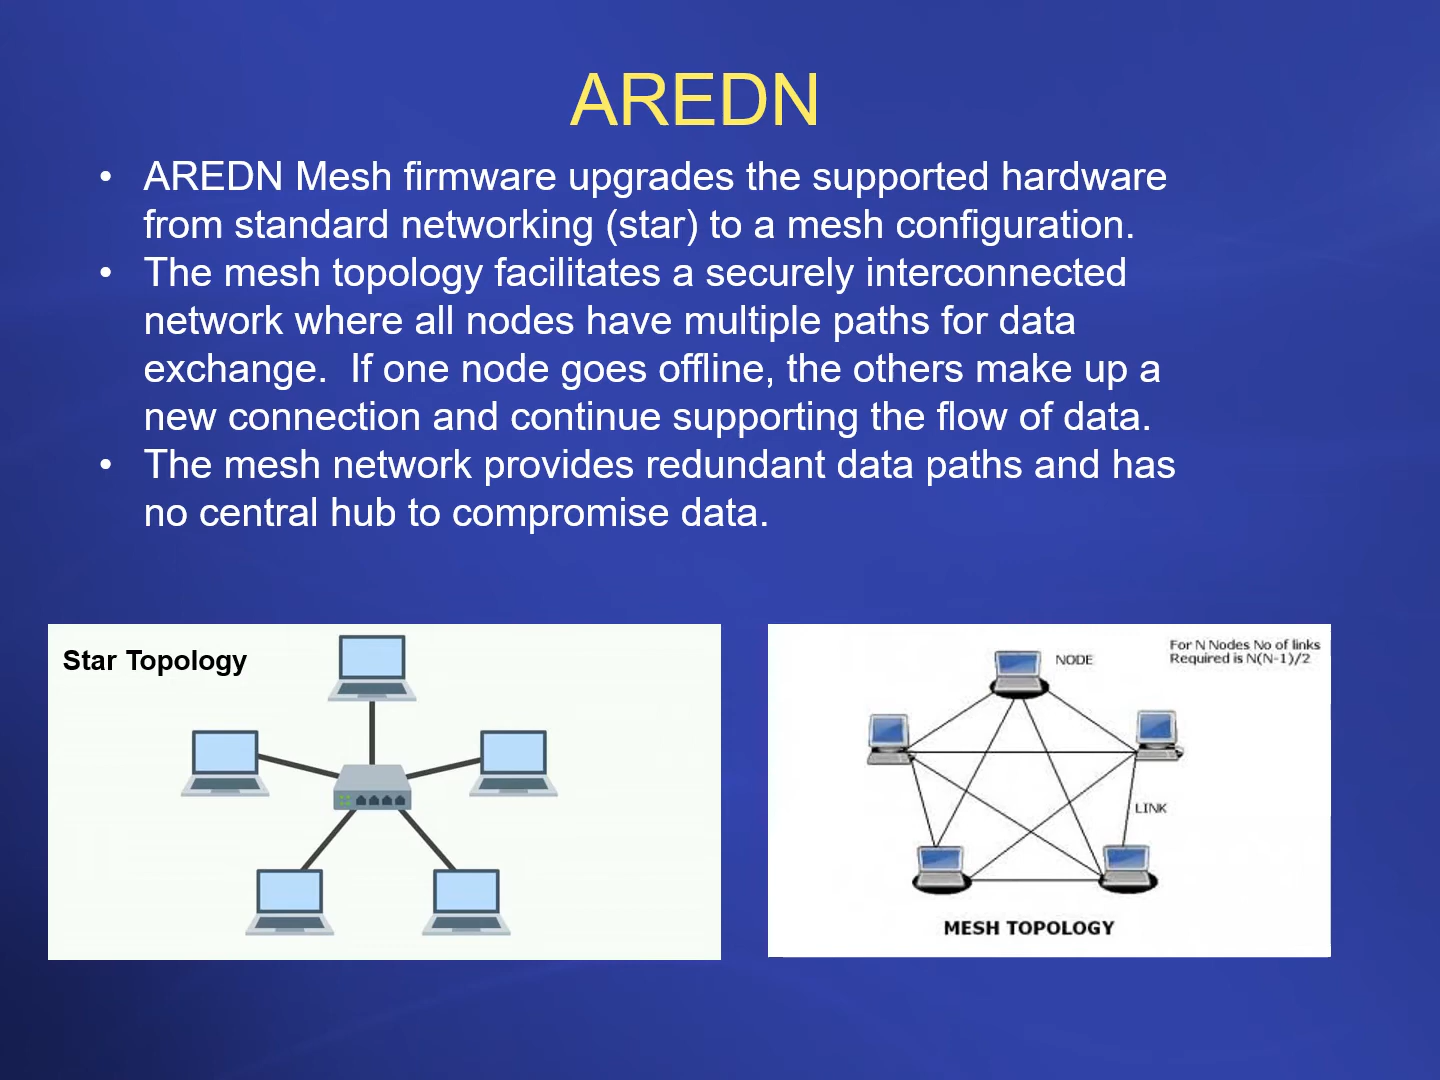 AREDN
• AREDN Mesh firmware upgrades the supported hardware
from standard networking (star) to a mesh configuration.
• The mesh topology facilitates a securely interconnected
network where all nodes have multiple paths for data
exchange.  If one node goes offline, the others make up a
new connection and continue supporting the flow of data.
• The mesh network provides redundant data paths and has
no central hub to compromise data.
Star Topology
For N Nodes No of links
Required is N(N-1)/2
NODE
LINK
MESH TOPOLOGY